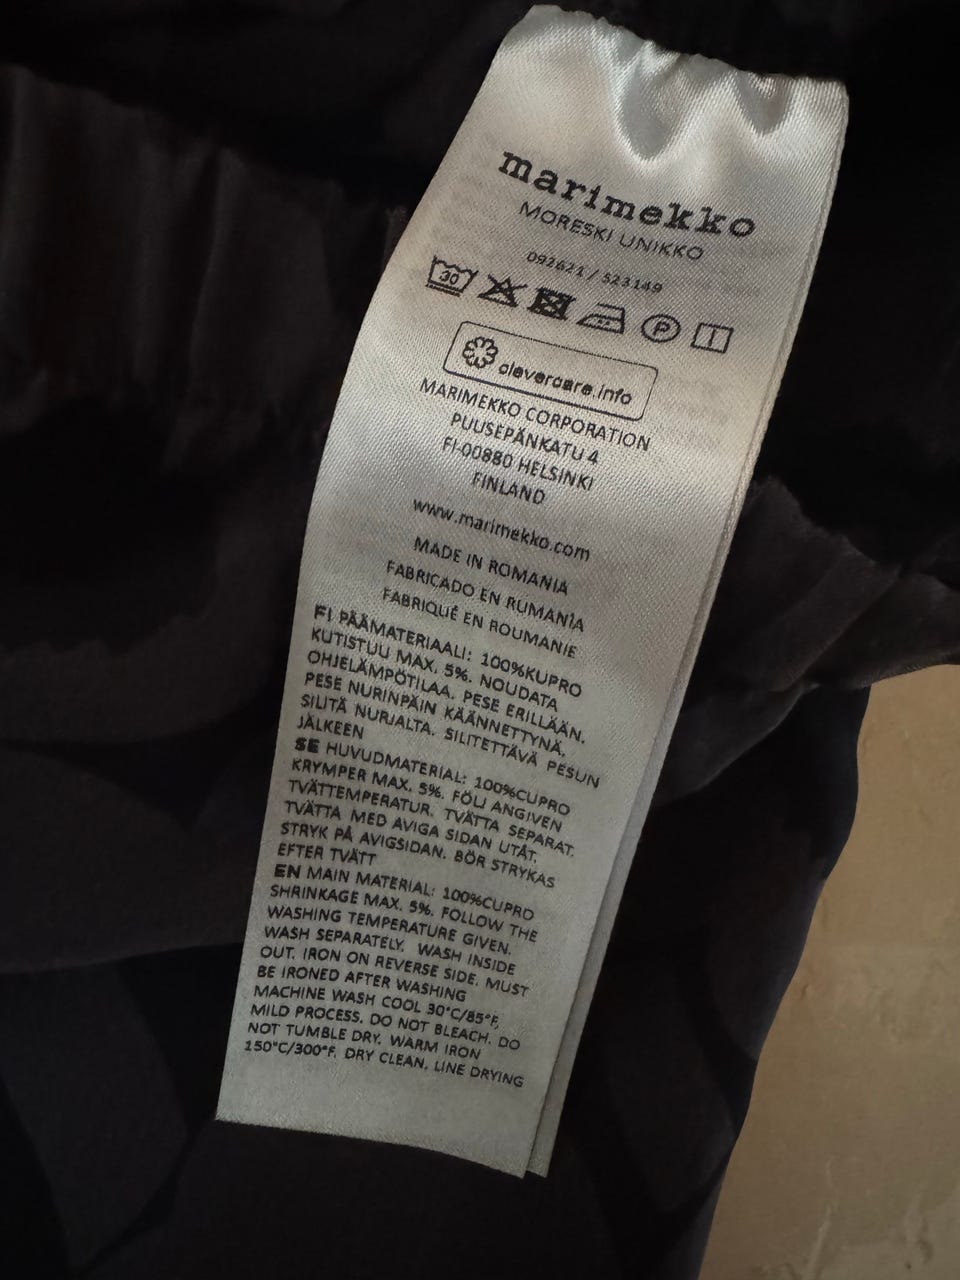 marimekko
MORESKI UNIKKO
092621 / 523149
30
P
clevercare.info
MARIMEKKO CORPORATION
PUUSEPÄNKATU 4
FI-00880 HELSINKI
FINLAND
www.marimekko.com
MADE IN ROMANIA
FABRICADO EN RUMANÍA
FABRIQUÉ EN ROUMANIE
FI PÄÄMATERIAALI: 100%KUPRO
KUTISTUU MAX. 5%. NOUDATA
OHJELÄMPÖTILAA. PESE ERILLÄÄN.
PESE NURINPÄIN KÄÄNNETTYNÄ.
SILITÄ NURJALTA. SILITETTÄVÄ PESUN
JÄLKEEN
SE HUVUDMATERIAL: 100%CUPRO
KRYMPER MAX. 5%. FÖLJ ANGIVEN
TVÄTTEMPERATUR. TVÄTTA SEPARAT.
TVÄTTA MED AVIGA SIDAN UTÅT.
STRYK PÅ AVIGSIDAN. BÖR STRYKAS
EFTER TVÄTT
EN MAIN MATERIAL: 100%CUPRO
SHRINKAGE MAX. 5%. FOLLOW THE
WASHING TEMPERATURE GIVEN.
WASH SEPARATELY. WASH INSIDE
OUT. IRON ON REVERSE SIDE. MUST
BE IRONED AFTER WASHING
MACHINE WASH COOL 30°C/85°F,
MILD PROCESS. DO NOT BLEACH. DO
NOT TUMBLE DRY. WARM IRON
150°C/300°F. DRY CLEAN. LINE DRYING